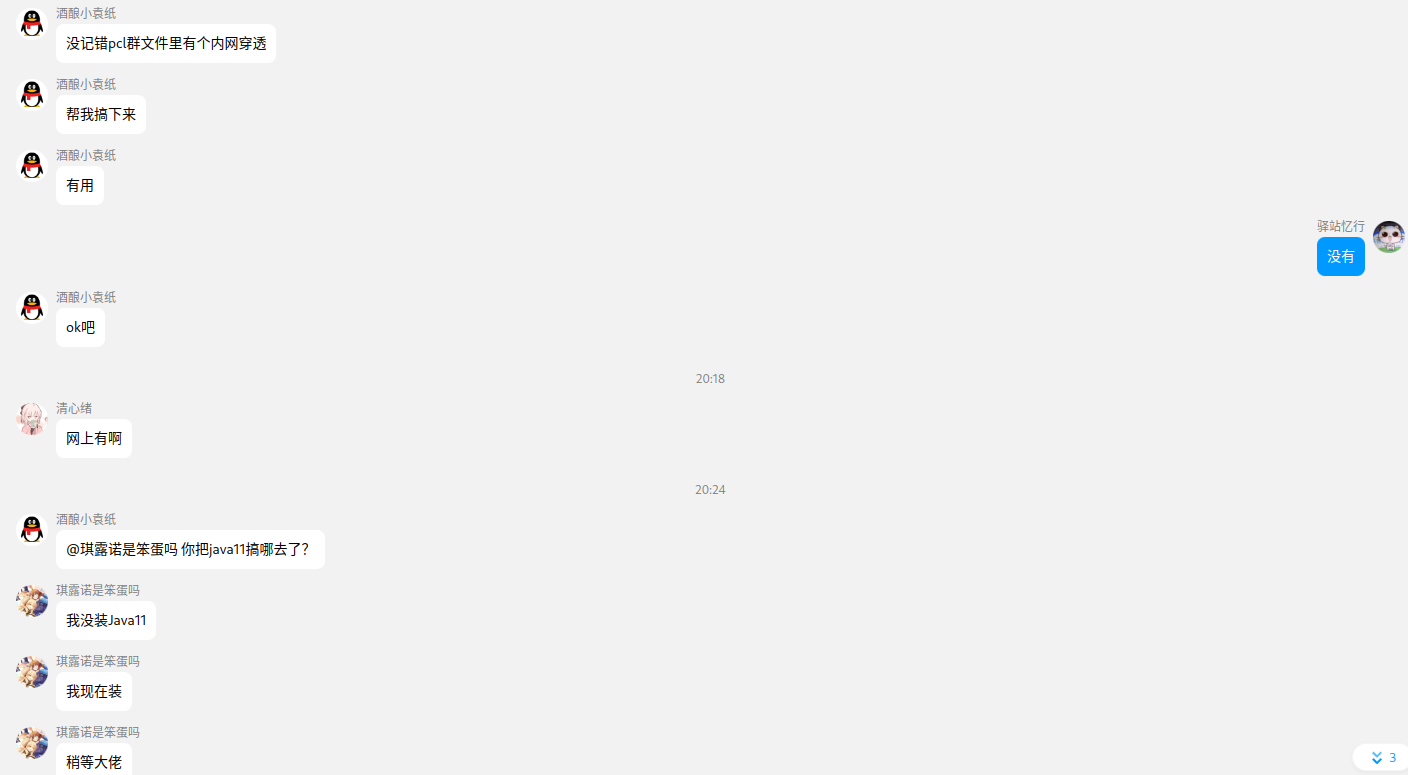 酒酿小袁纸
没记错pcl群文件里有个内网穿透
酒酿小袁纸
帮我搞下来
酒酿小袁纸
有用
驿站忆行
没有
酒酿小袁纸
ok吧
20:18
清心绪
网上有啊
20:24
酒酿小袁纸
@琪露诺是笨蛋吗 你把java11搞哪去了?
琪露诺是笨蛋吗
我没装Java11
琪露诺是笨蛋吗
我现在装
琪露诺是笨蛋吗
稍等大佬
3